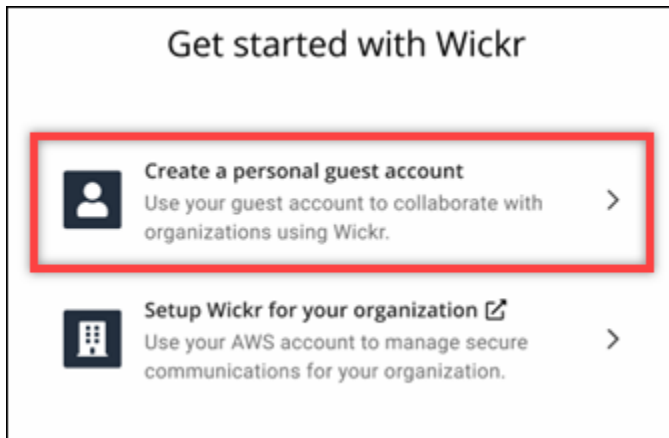 Get started with Wickr
Create a personal guest account
Use your guest account to collaborate with
organizations using Wickr.
Setup Wickr for your organization
Use your AWS account to manage secure
communications for your organization.